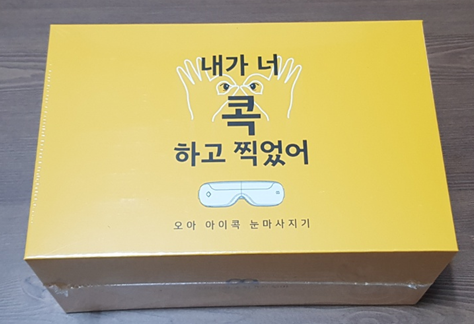 내가 너
콕
하고 찍었어
오아 아이콕 눈마사지기